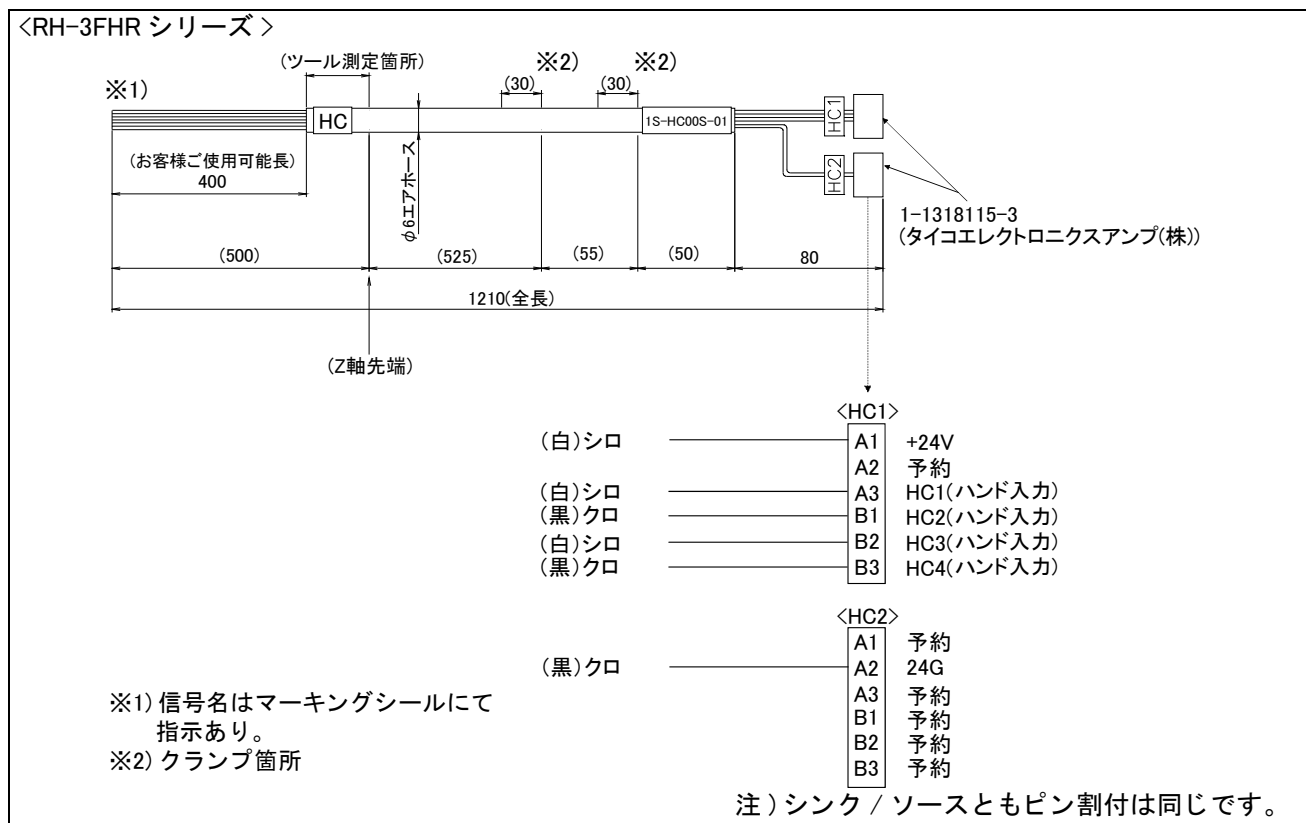 <RH-3FHR シリーズ >
(ツール測定箇所)
※2)
※2)
※1)
(30)
(30)
HC
1S-HC00S-01
HC1
HC2
(お客様ご使用可能長)
400
φ6エアホース
1-1318115-3
(タイコエレクトロニクスアンプ(株))
(500)
(525)
(55)
(50)
80
1210(全長)
(Z軸先端)
<HC1>
(白)シロ A1 +24V
A2 予約
(白)シロ A3 HC1(ハンド入力)
(黒)クロ B1 HC2(ハンド入力)
(白)シロ B2 HC3(ハンド入力)
(黒)クロ B3 HC4(ハンド入力)
<HC2>
A1 予約
(黒)クロ A2 24G
A3 予約
B1 予約
B2 予約
B3 予約
※1) 信号名はマーキングシールにて
指示あり。
※2) クランプ箇所
注 ) シンク / ソースともピン割付は同じです。